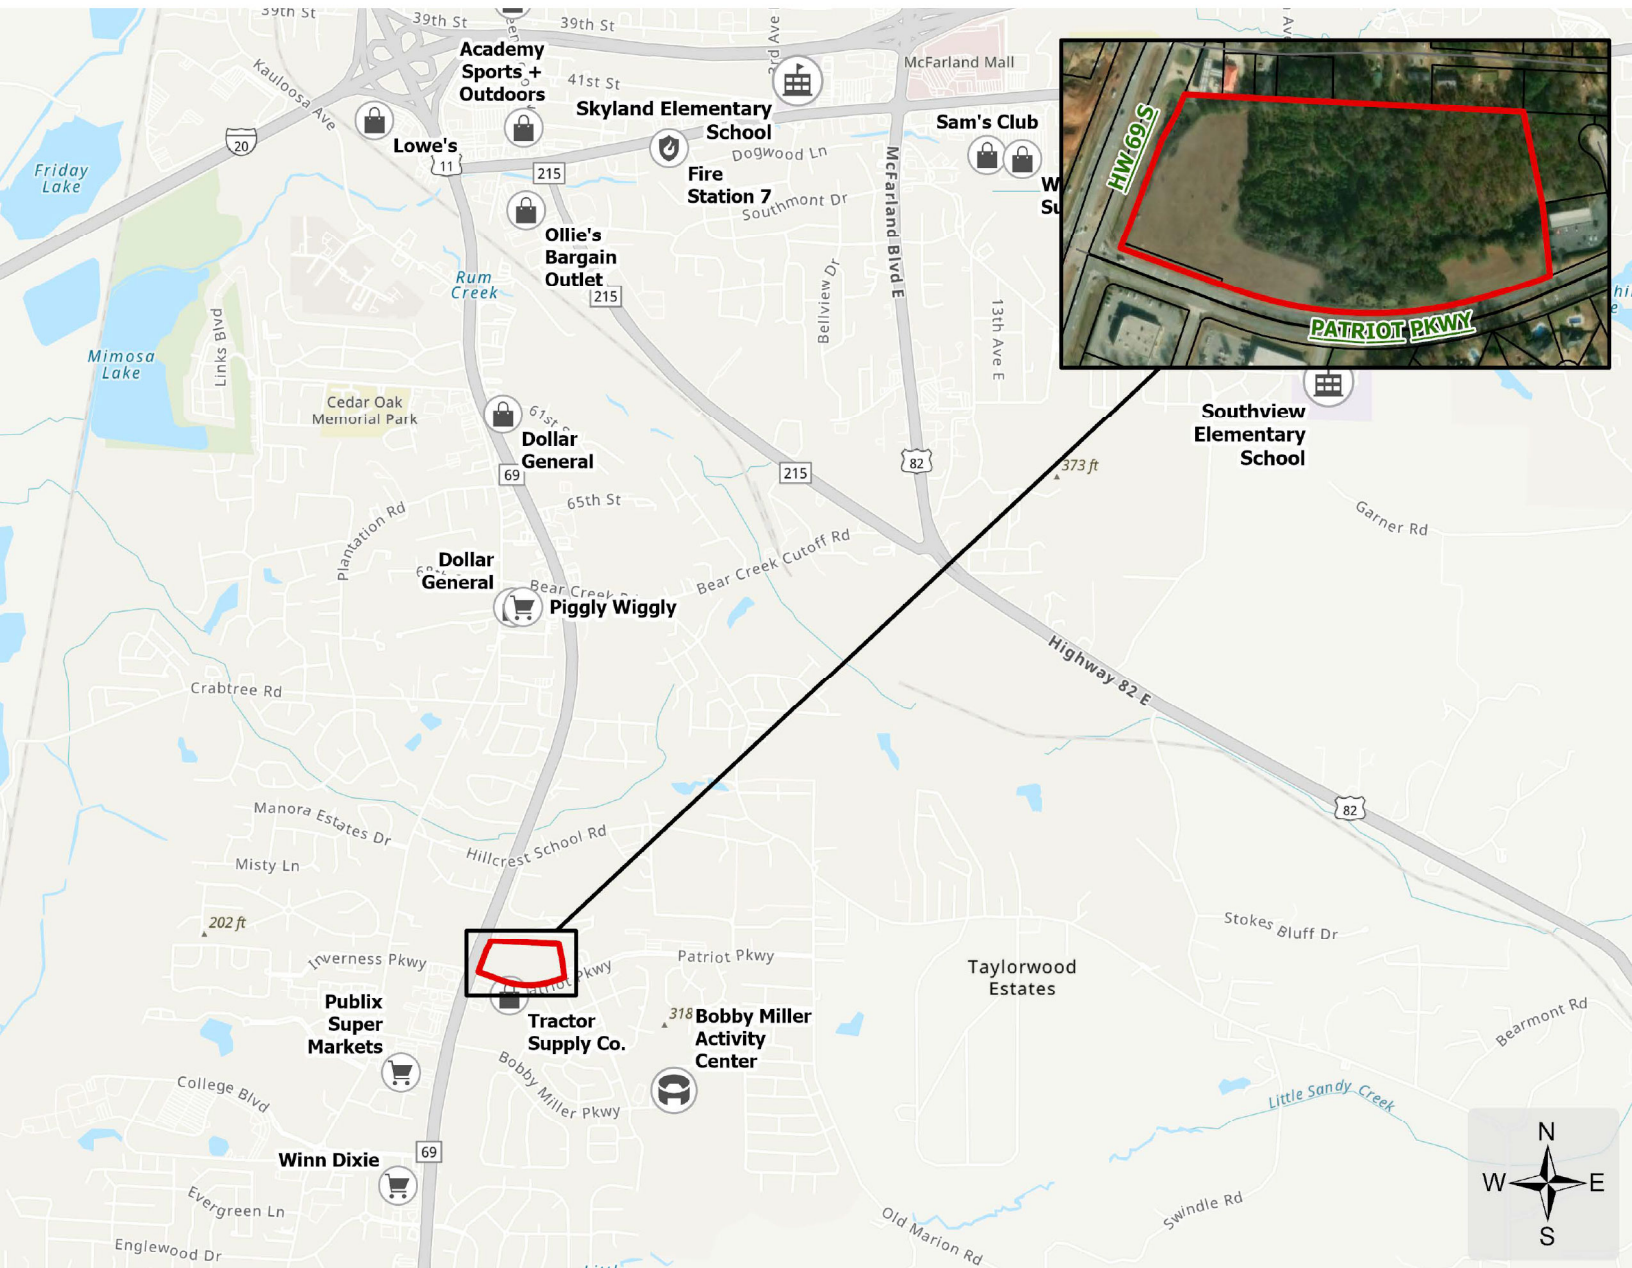 39th St
39th St
39th St
3rd Ave
Academy
Sports +
Outdoors
41st St
McFarland Mall
Kauloosa Ave
Skyland Elementary
School
Sam's Club
Lowe's
20
11
215
Dogwood Ln
Fire
Station 7
Friday
Lake
Southmont Dr
McFarland Blvd E
HWY 69 S
PATRIOT PKWY
Ollie's
Bargain
Outlet
215
Rum
Creek
Bellview Dr
13th Ave E
Links Blvd
Mimosa
Lake
Cedar Oak
Memorial Park
61st S
Dollar
General
Southview
Elementary
School
69
215
82
373 ft
65th St
Plantation Rd
Garner Rd
Bear Creek Cutoff Rd
Dollar
General
Bear Creek
Piggly Wiggly
Highway 82 E
Crabtree Rd
82
Manora Estates Dr
Hillcrest School Rd
Misty Ln
202 ft
Stokes Bluff Dr
Inverness Pkwy
Patriot Pkwy
Pkwy
Taylorwood
Estates
Publix
Super
Markets
Tractor
Supply Co.
318
Bobby Miller
Activity
Center
Bearmont Rd
Bobby Miller Pkwy
College Blvd
Little Sandy Creek
69
Winn Dixie
N
W
E
S
Evergreen Ln
Swindle Rd
Old Marion Rd
Englewood Dr